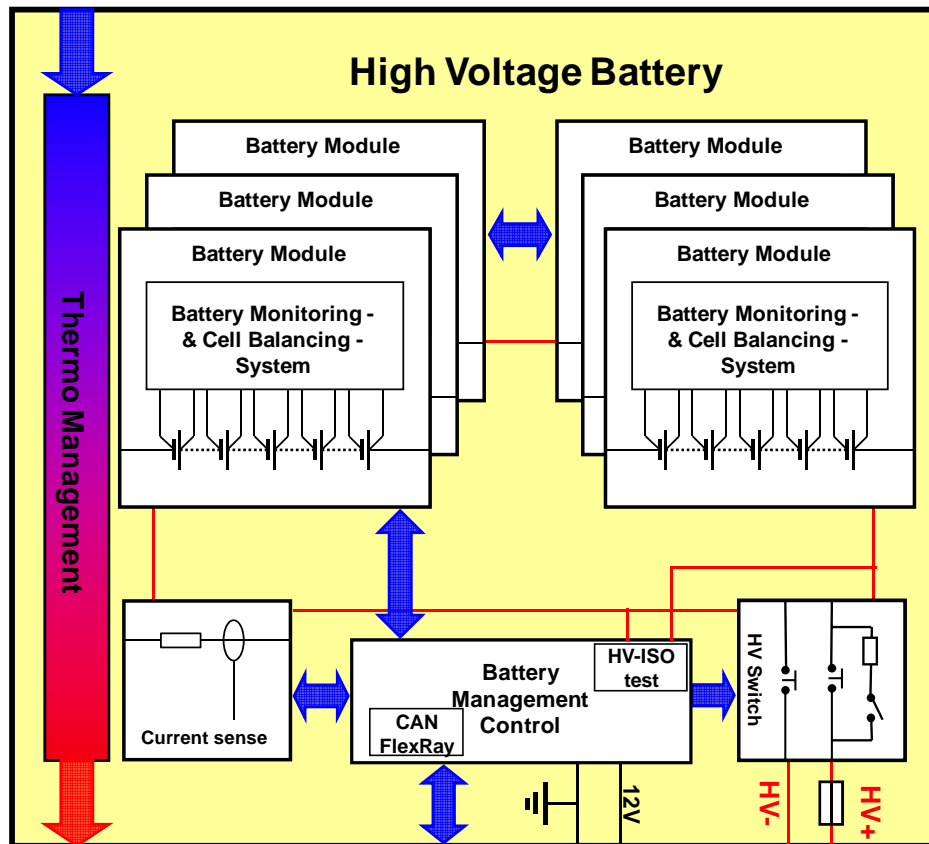 High Voltage Battery
Battery Module
Battery Module
Battery Module
Battery Monitoring -
& Cell Balancing -
System
Battery Module
Battery Module
Battery Module
Battery Monitoring -
& Cell Balancing -
System
Thermo Management
Current sense
Battery
Management
Control
HV-ISO
test
CAN
FlexRay
HV Switch
12V
HV-
HV+